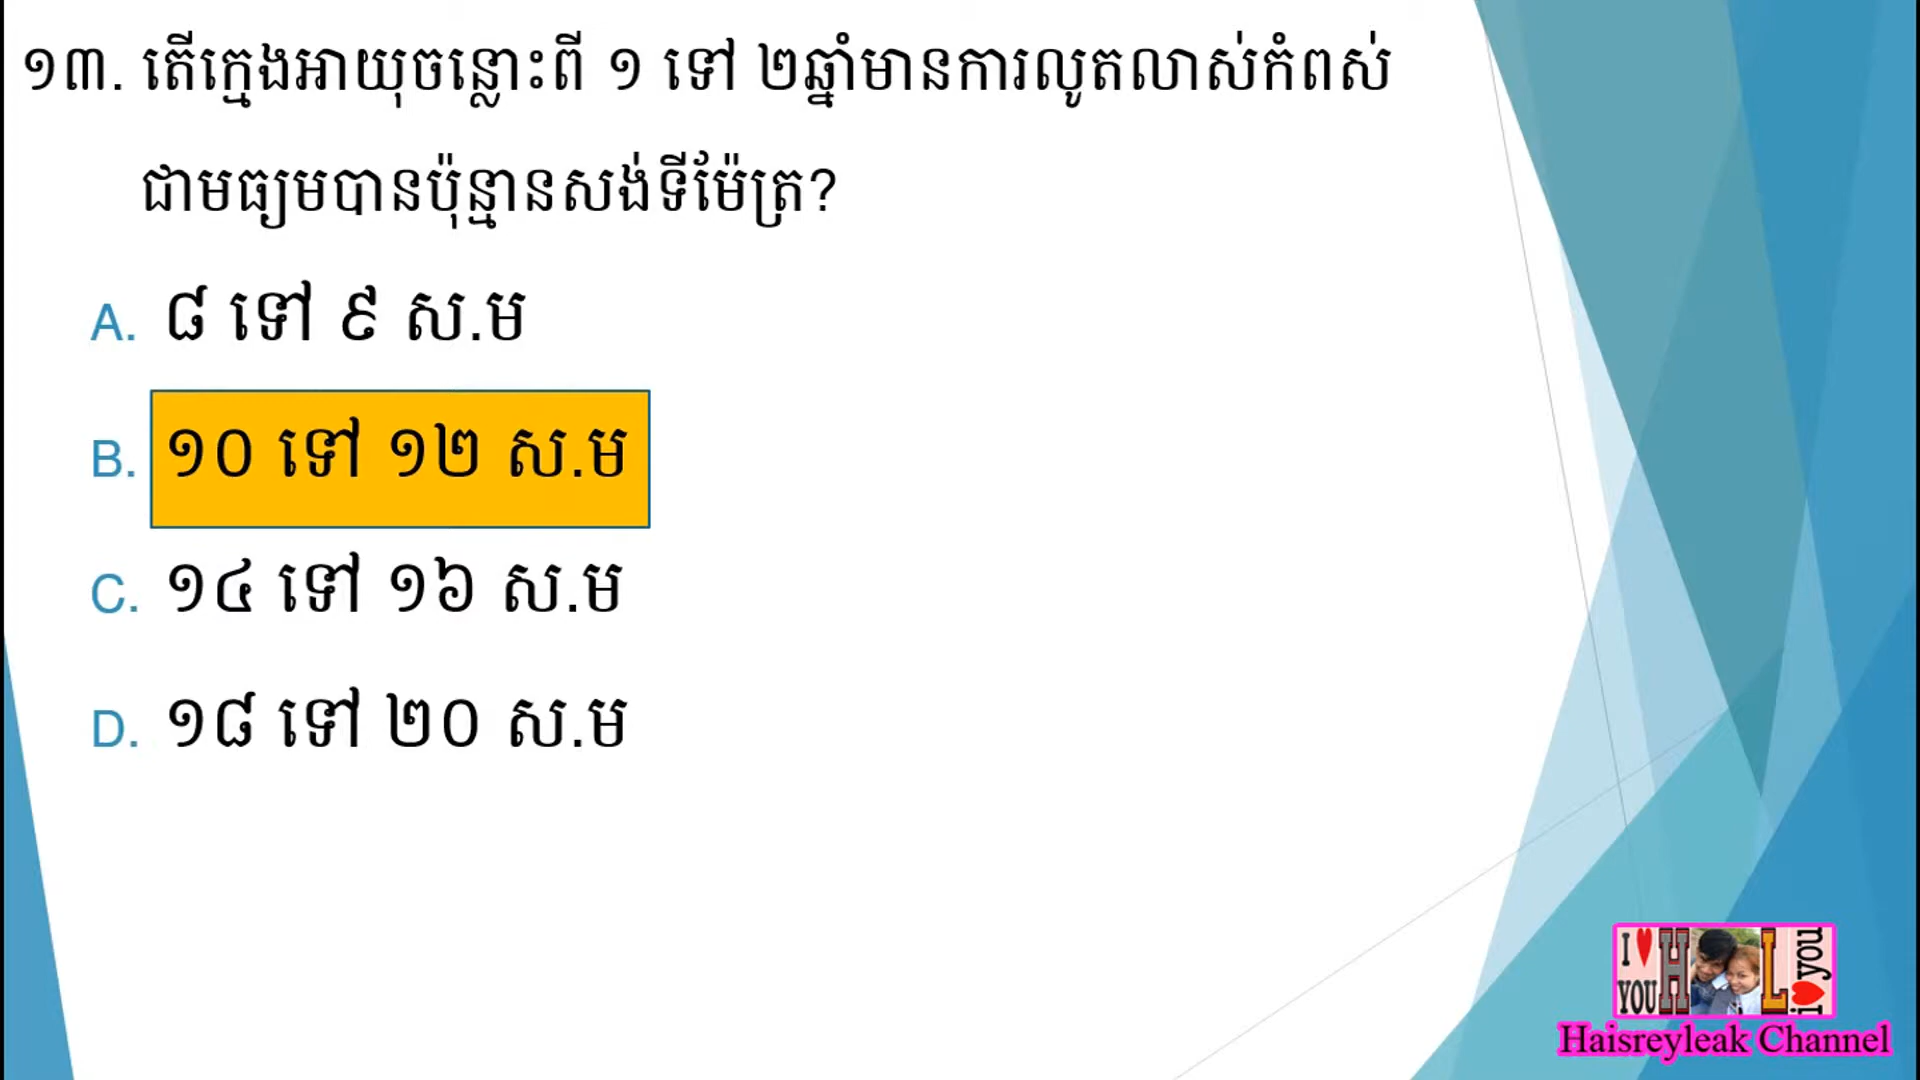 ១៣. តើក្មេងអាយុចន្លោះពី ១ ទៅ ២ឆ្នាំមានការលូតលាស់កំពស់
ជាមធ្យមបានប៉ុន្មានសង់ទីម៉ែត្រ?
A. ៨ ទៅ ៩ ស.ម
B. ១០ ទៅ ១២ ស.ម
C. ១៤ ទៅ ១៦ ស.ម
D. ១៨ ទៅ ២០ ស.ម
I ♥ YOU H L i ♥ you
Haisreyleak Channel